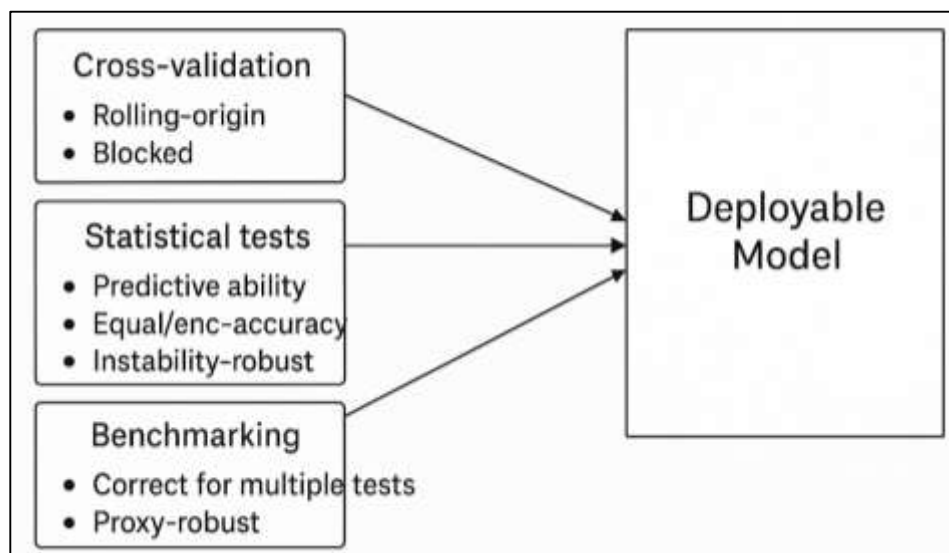 Cross-validation
• Rolling-origin
• Blocked
Statistical tests
• Predictive ability
• Equal/enc-accuracy
• Instability-robust
Benchmarking
• Correct for multiple tests
• Proxy-robust
Deployable
Model